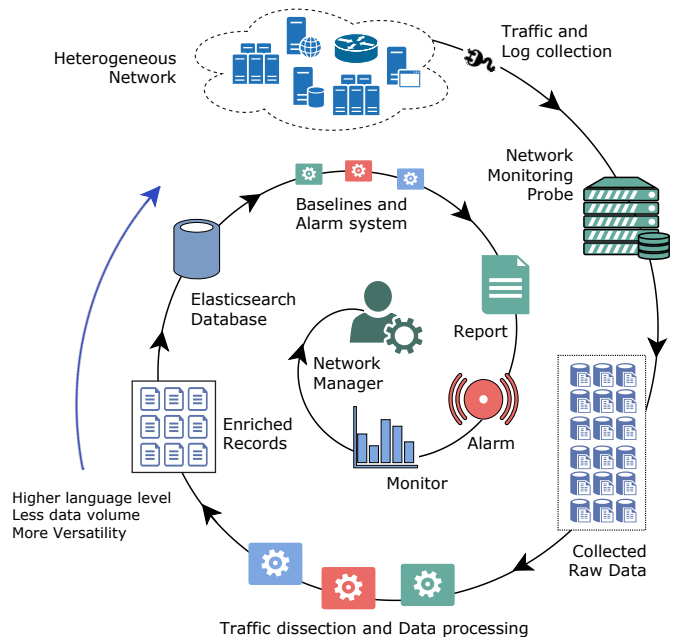 Heterogeneous
Network
Traffic and
Log collection
Network
Monitoring
Probe
Baselines and
Alarm system
Elasticsearch
Database
Report
Network
Manager
Enriched
Records
Alarm
Monitor
Higher language level
Less data volume
More Versatility
Collected
Raw Data
Traffic dissection and Data processing